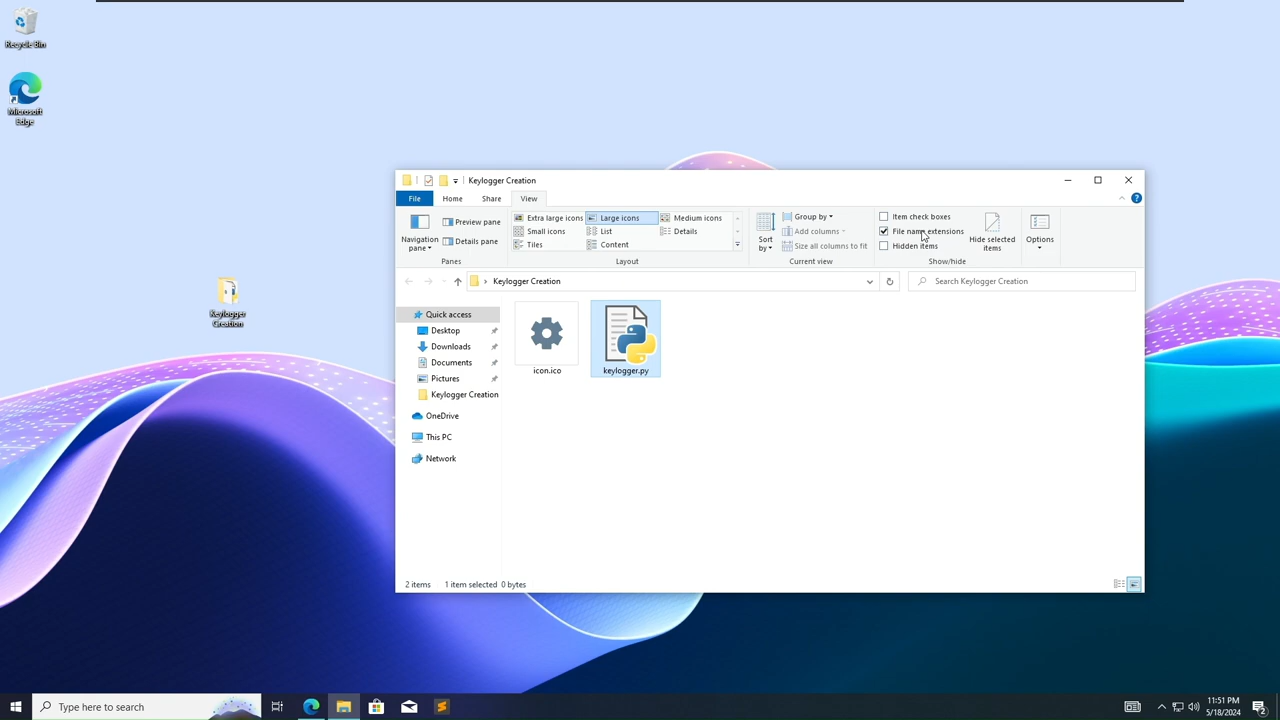 Recycle Bin
Microsoft
Edge
Keylogger
Creation
Keylogger Creation
File
Home
Share
View
Navigation
pane
Preview pane
Details pane
Panes
Extra large icons
Large icons
Medium icons
Small icons
List
Details
Tiles
Content
Layout
Sort
by
Group by
Add columns
Size all columns to fit
Current view
Item check boxes
File name extensions
Hidden items
Show/hide
Hide selected
items
Options
Keylogger Creation
Search Keylogger Creation
Quick access
Desktop
Downloads
Documents
Pictures
Keylogger Creation
OneDrive
This PC
Network
icon.ico
keylogger.py
2 items
1 item selected 0 bytes
Type here to search
11:51 PM
5/18/2024
2